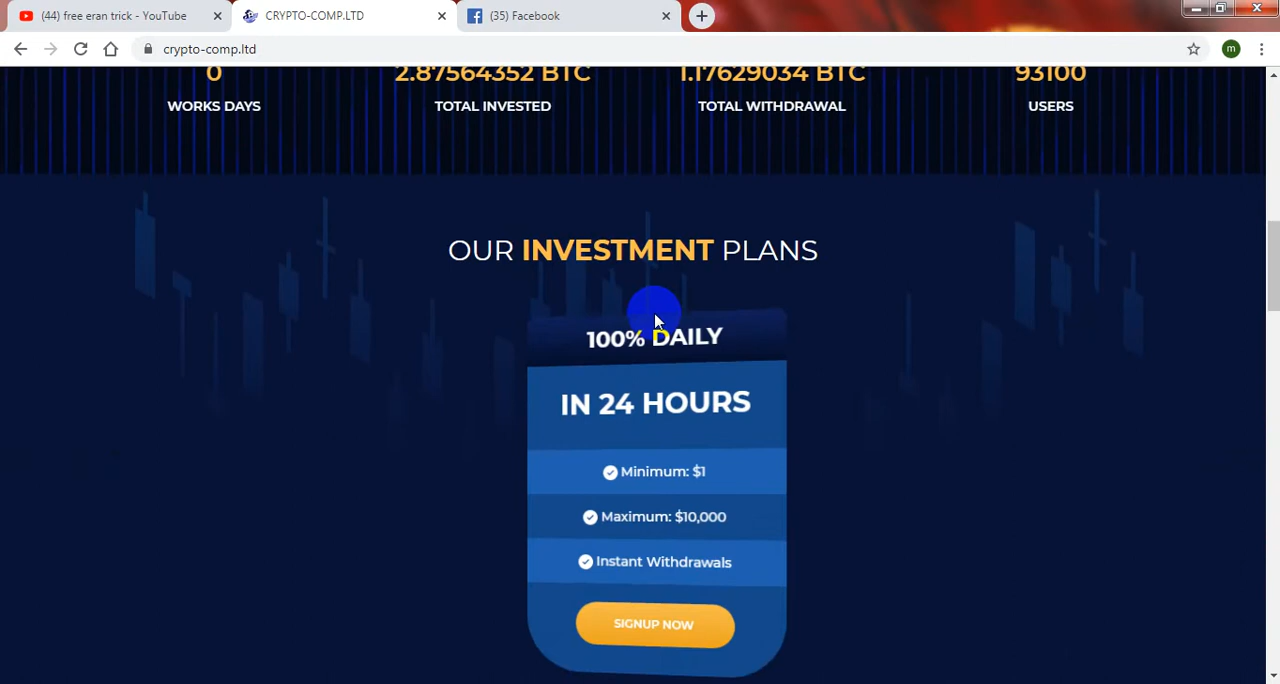 (44) free eran trick - YouTube
CRYPTO-COMP.LTD
(35) Facebook
crypto-comp.ltd
m
0
2.87564352 BTC
1.17629034 BTC
93100
WORKS DAYS
TOTAL INVESTED
TOTAL WITHDRAWAL
USERS
OUR INVESTMENT PLANS
100% DAILY
IN 24 HOURS
Minimum: $1
Maximum: $10,000
Instant Withdrawals
SIGNUP NOW